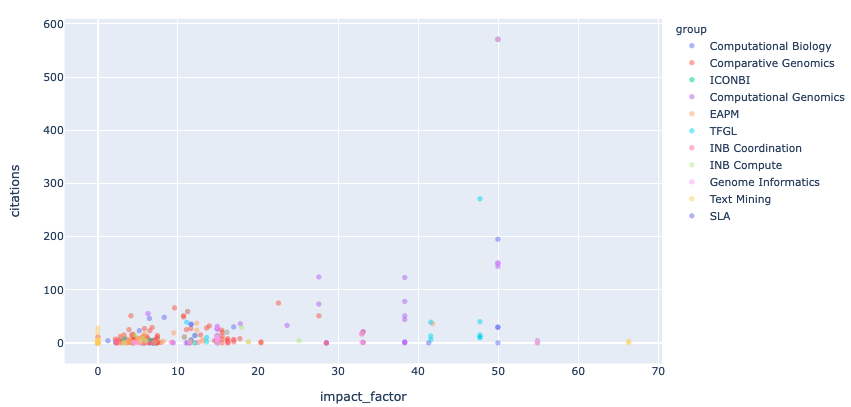 600
500
400
300
200
100
0
0 10 20 30 40 50 60 70
citations
impact_factor
group
Computational Biology
Comparative Genomics
ICONBI
Computational Genomics
EAPM
TFGL
INB Coordination
INB Compute
Genome Informatics
Text Mining
SLA